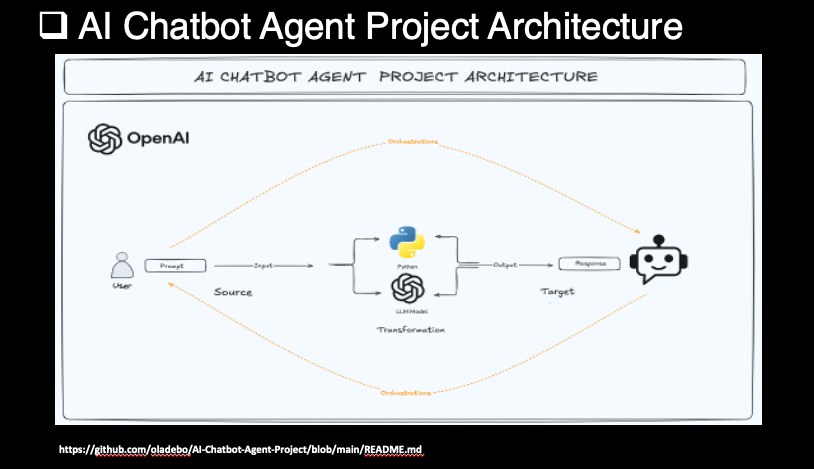 ❑ AI Chatbot Agent Project Architecture
AI CHATBOT AGENT PROJECT ARCHITECTURE
OpenAI
Orchestrations
User
Prompt
Input
Source
Python
LLM Model
Transformation
Output
Response
Target
Orchestrations
https://github.com/oladebo/AI-Chatbot-Agent-Project/blob/main/README.md